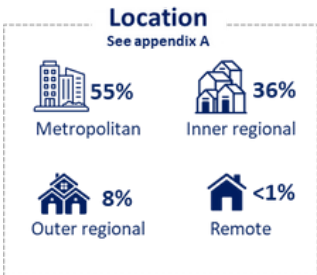 Location
See appendix A
55%
Metropolitan
36%
Inner regional
8%
Outer regional
<1%
Remote